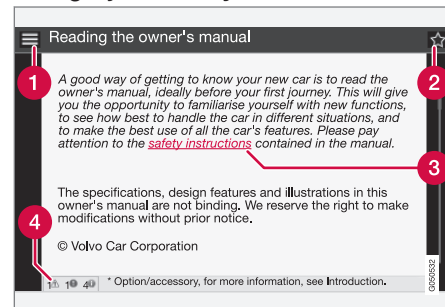 Reading the owner's manual
1
2
A good way of getting to know your new car is to read the
owner's manual, ideally before your first journey. This will give
you the opportunity to familiarise yourself with new functions,
to see how best to handle the car in different situations, and
to make the best use of all the car's features. Please pay
attention to the safety instructions contained in the manual.
3
The specifications, design features and illustrations in this
owner's manual are not binding. We reserve the right to make
modifications without prior notice.
4
© Volvo Car Corporation
1 1 4 * Option/accessory, for more information, see Introduction.
G050532